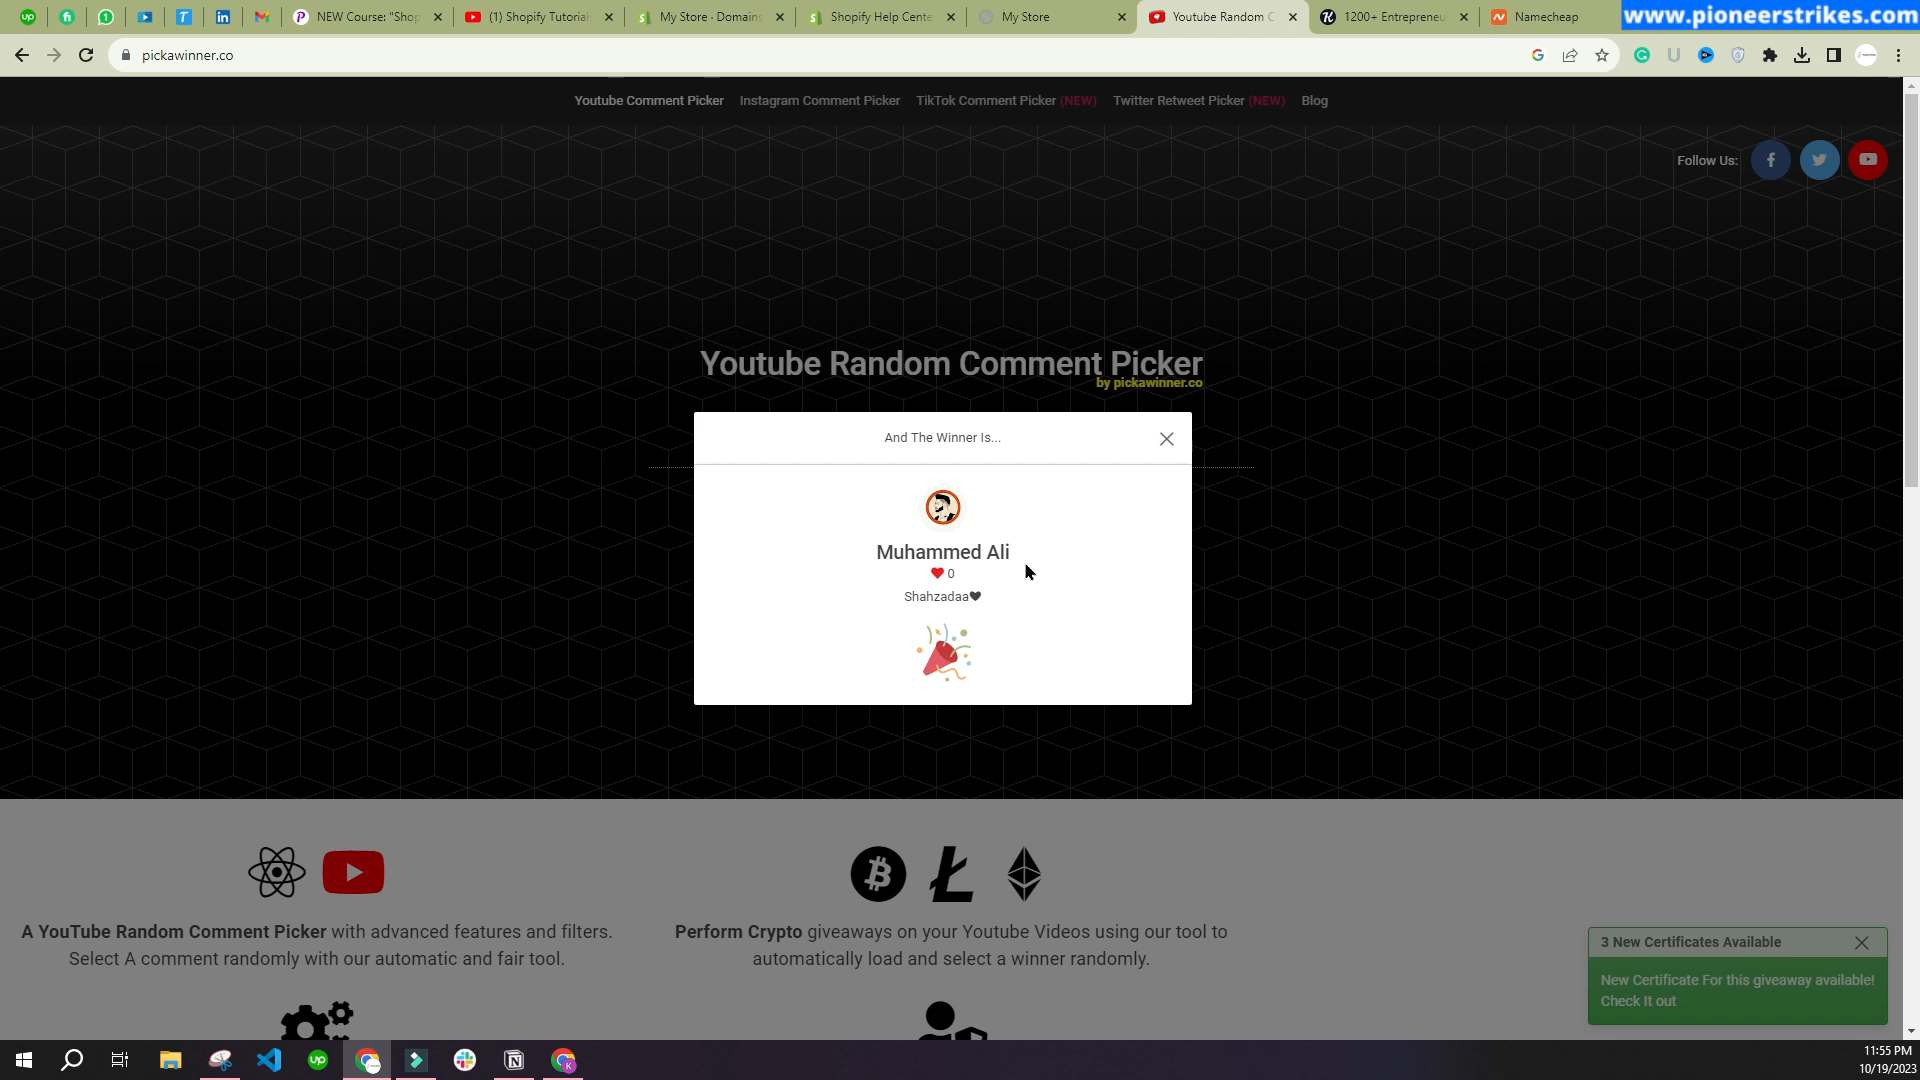 NEW Course: "Shop
(1) Shopify Tutorial
My Store · Domains
Shopify Help Cente
My Store
Youtube Random C
1200+ Entrepreneu
Namecheap
www.pioneerstrikes.com
pickawinner.co
Youtube Comment Picker
Instagram Comment Picker
TikTok Comment Picker (NEW)
Twitter Retweet Picker (NEW)
Blog
Follow Us:
Youtube Random Comment Picker
by pickawinner.co
And The Winner Is...
Muhammed Ali
0
Shahzadaa🖤
A YouTube Random Comment Picker with advanced features and filters.
Select A comment randomly with our automatic and fair tool.
Perform Crypto giveaways on your Youtube Videos using our tool to
automatically load and select a winner randomly.
3 New Certificates Available
New Certificate For this giveaway available!
Check It out
11:55 PM
10/19/2023